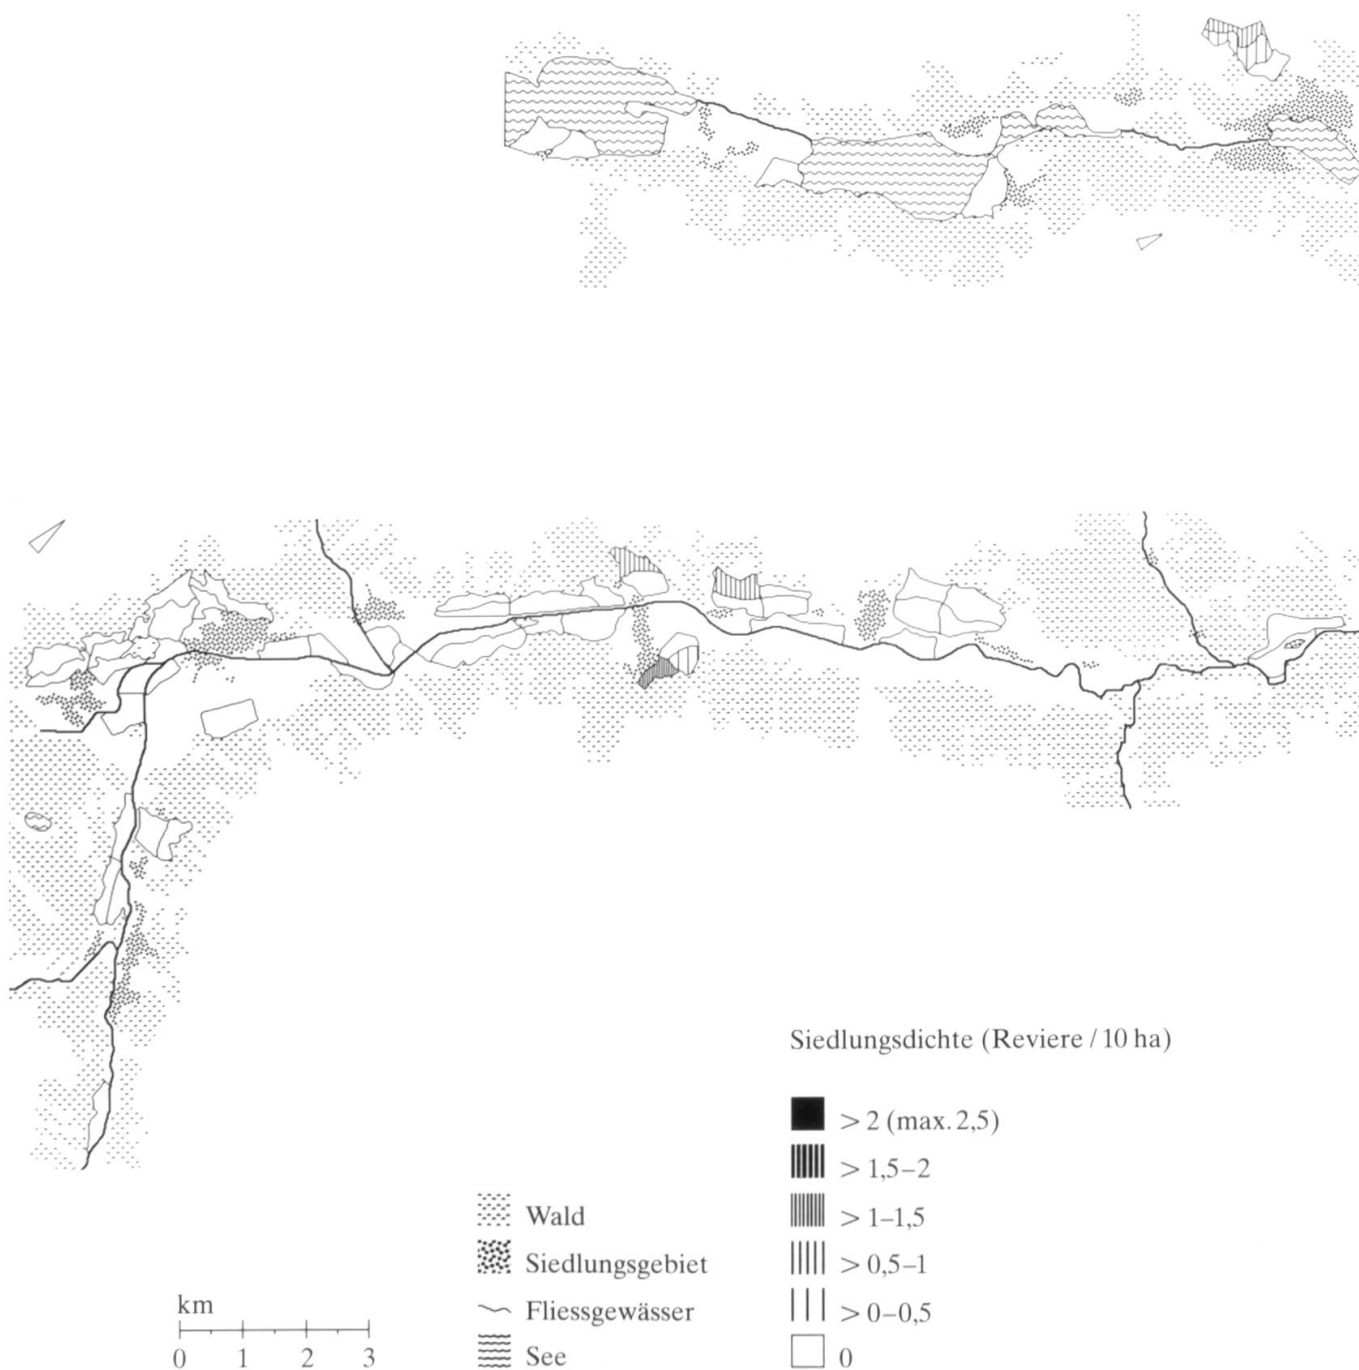 Siedlungsdichte (Reviere / 10 ha)
> 2 (max. 2,5)
> 1,5–2
> 1–1,5
> 0,5–1
> 0–0,5
0
Wald
Siedlungsgebiet
Fliessgewässer
See
km
0 1 2 3